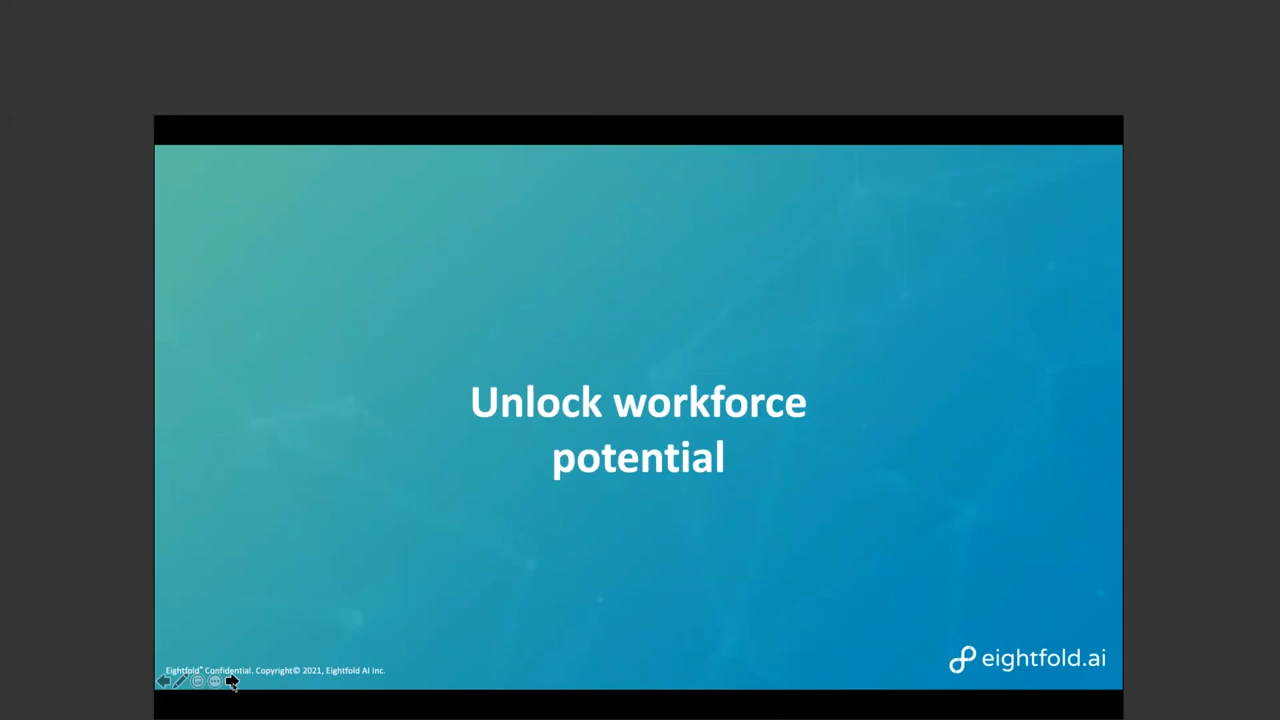 Unlock workforce
potential
Eightfold® Confidential. Copyright© 2021, Eightfold AI Inc.
eightfold.ai